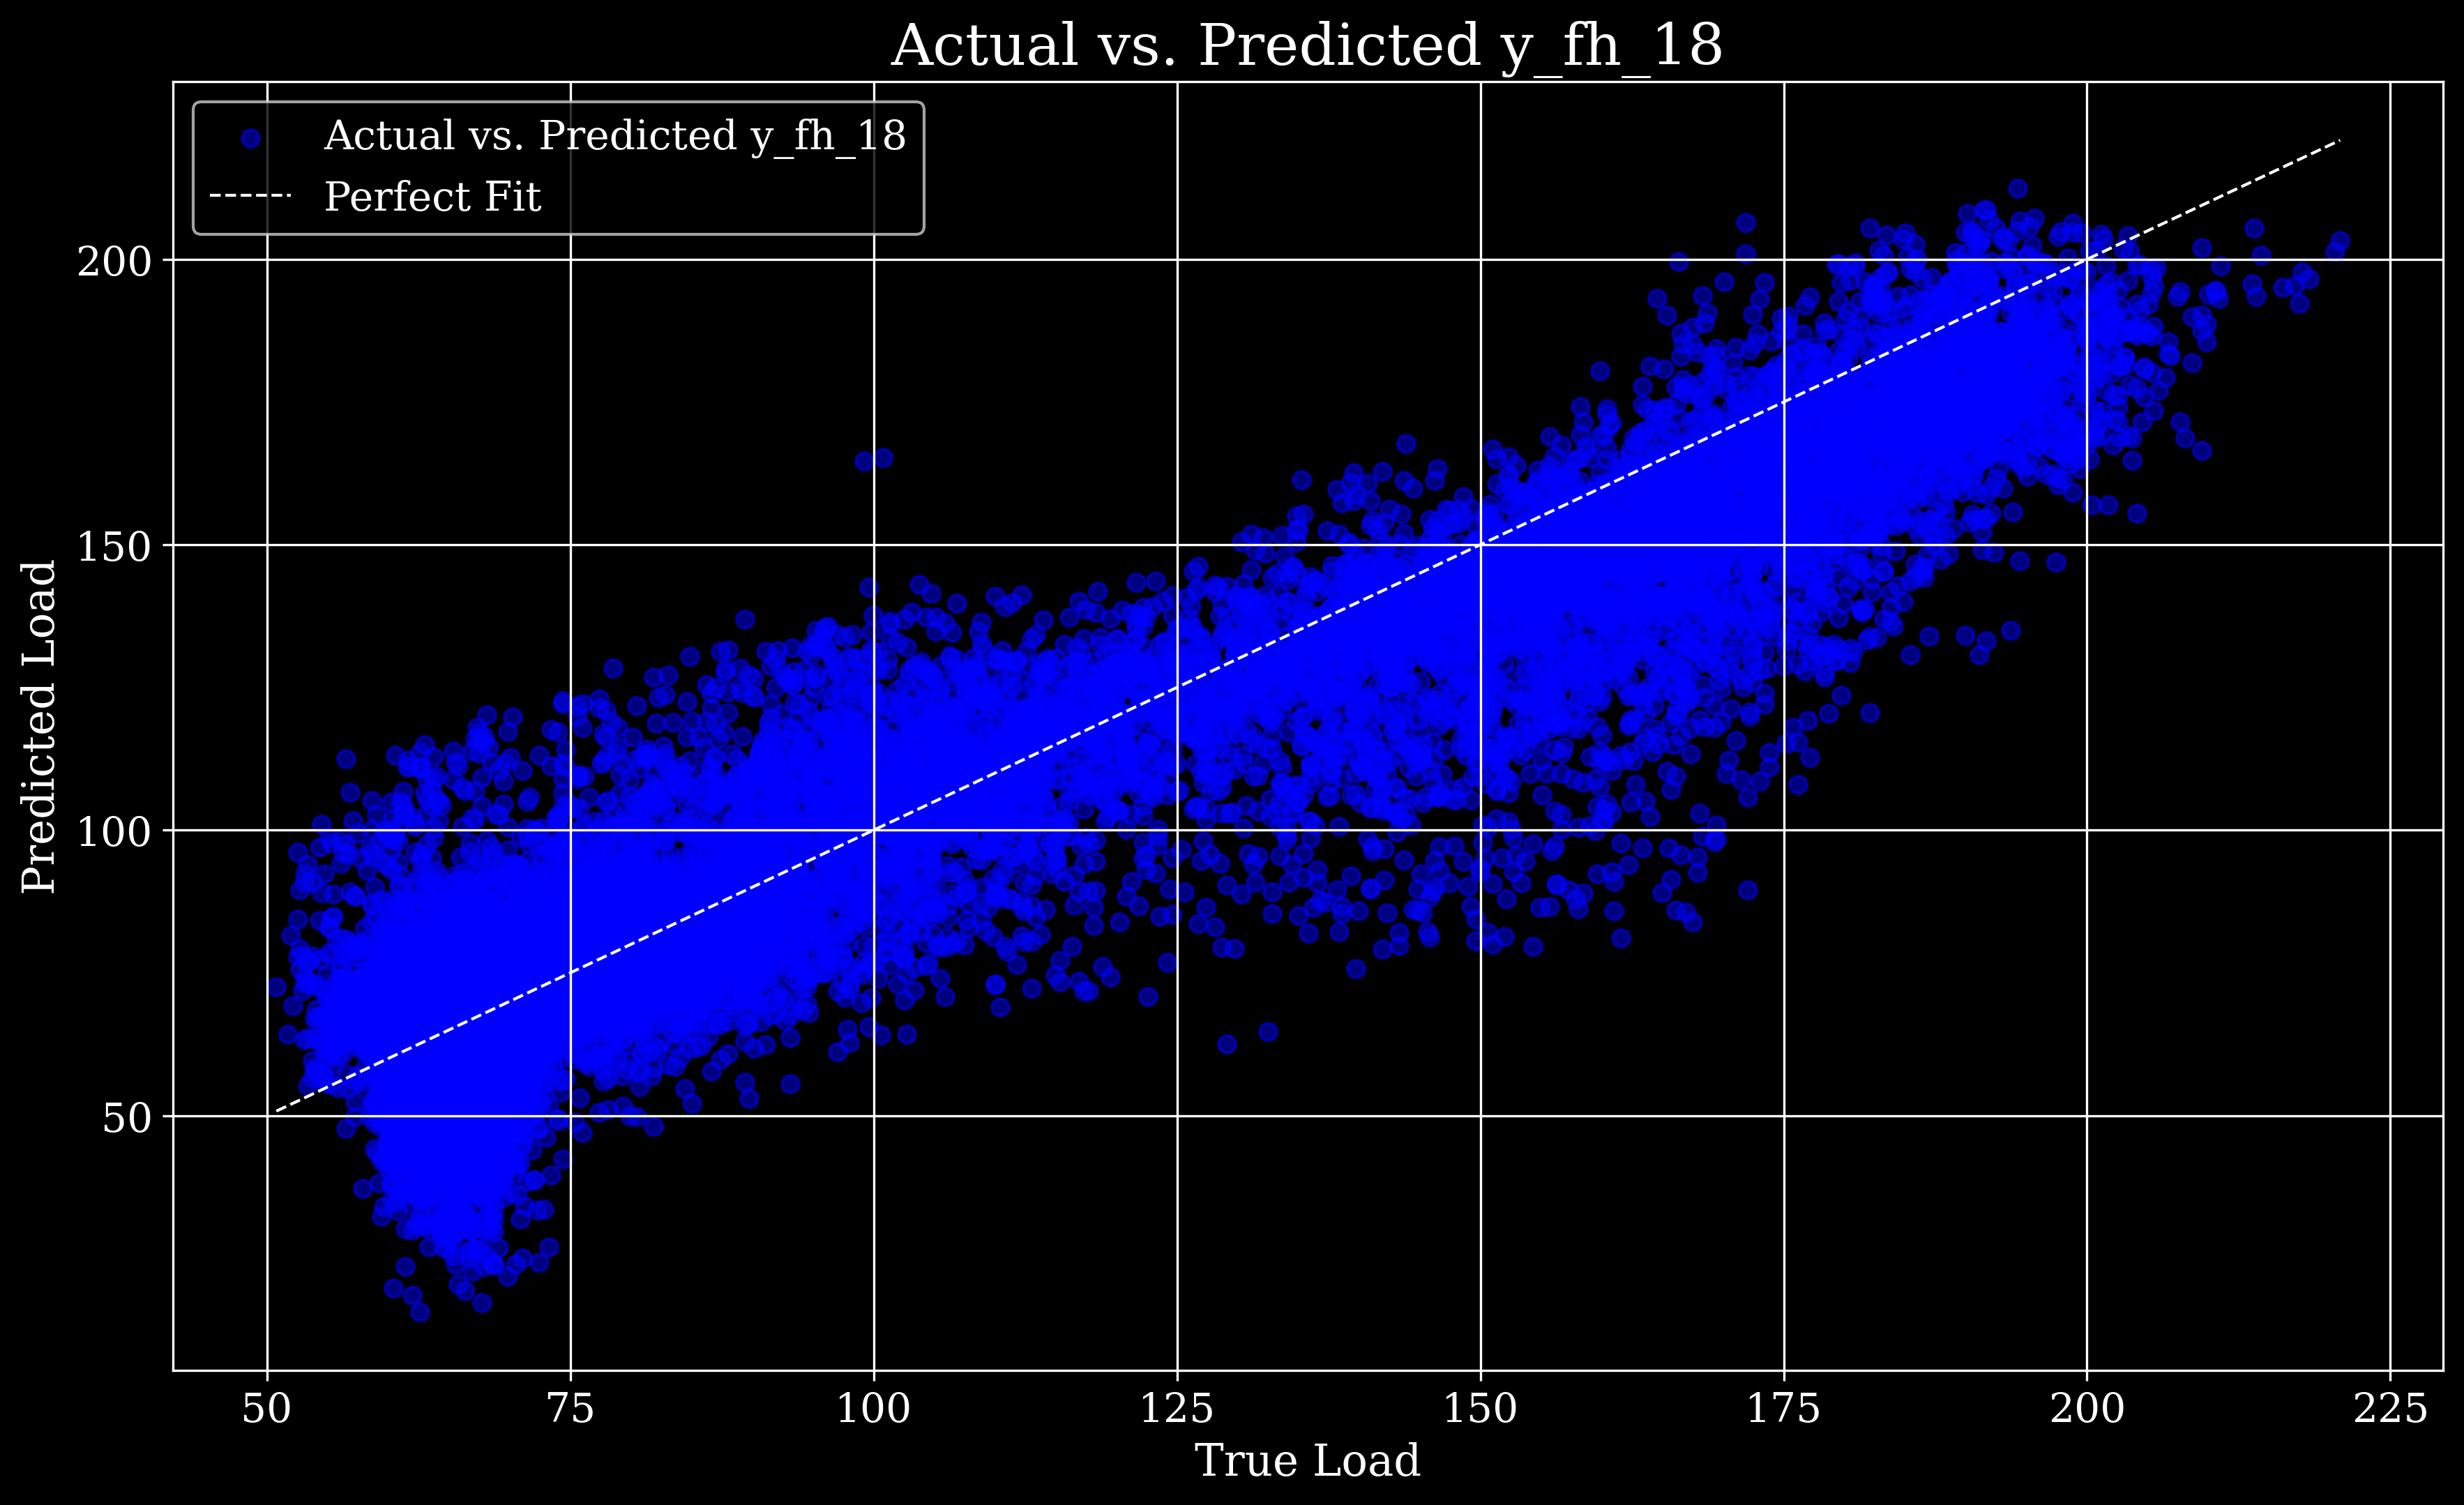 Actual vs. Predicted y_fh_18
Actual vs. Predicted y_fh_18
Perfect Fit
200
150
100
50
Predicted Load
50 75 100 125 150 175 200 225
True Load